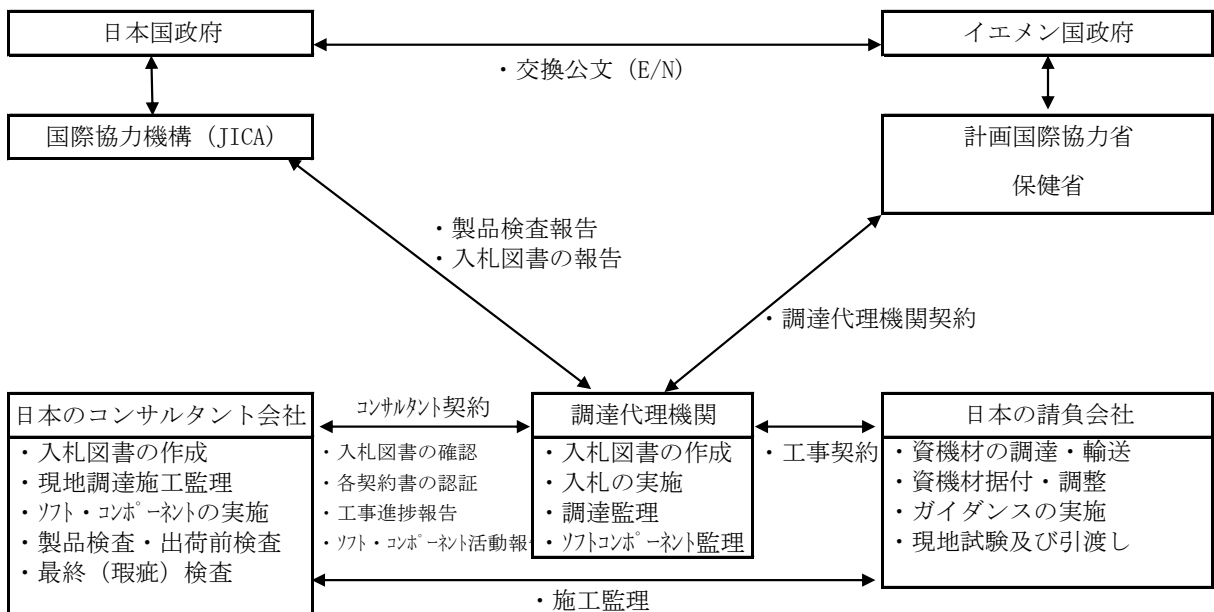 日本国政府
イエメン国政府
・交換公文 (E/N)
国際協力機構 (JICA)
計画国際協力省
保健省
・製品検査報告
・入札図書の報告
・調達代理機関契約
日本のコンサルタント会社
・入札図書の作成
・現地調達施工監理
・ｿﾌﾄ・ｺﾝﾎﾟｰﾈﾝﾄの実施
・製品検査・出荷前検査
・最終（瑕疵）検査
ｺﾝｻﾙﾀﾝﾄ契約
・入札図書の確認
・各契約書の認証
・工事進捗報告
・ｿﾌﾄ・ｺﾝﾎﾟｰﾈﾝﾄ活動報
調達代理機関
・入札図書の作成
・入札の実施
・調達監理
・ｿﾌﾄｺﾝﾎﾟｰﾈﾝﾄ監理
・工事契約
日本の請負会社
・資機材の調達・輸送
・資機材据付・調整
・ガイダンスの実施
・現地試験及び引渡し
・施工監理